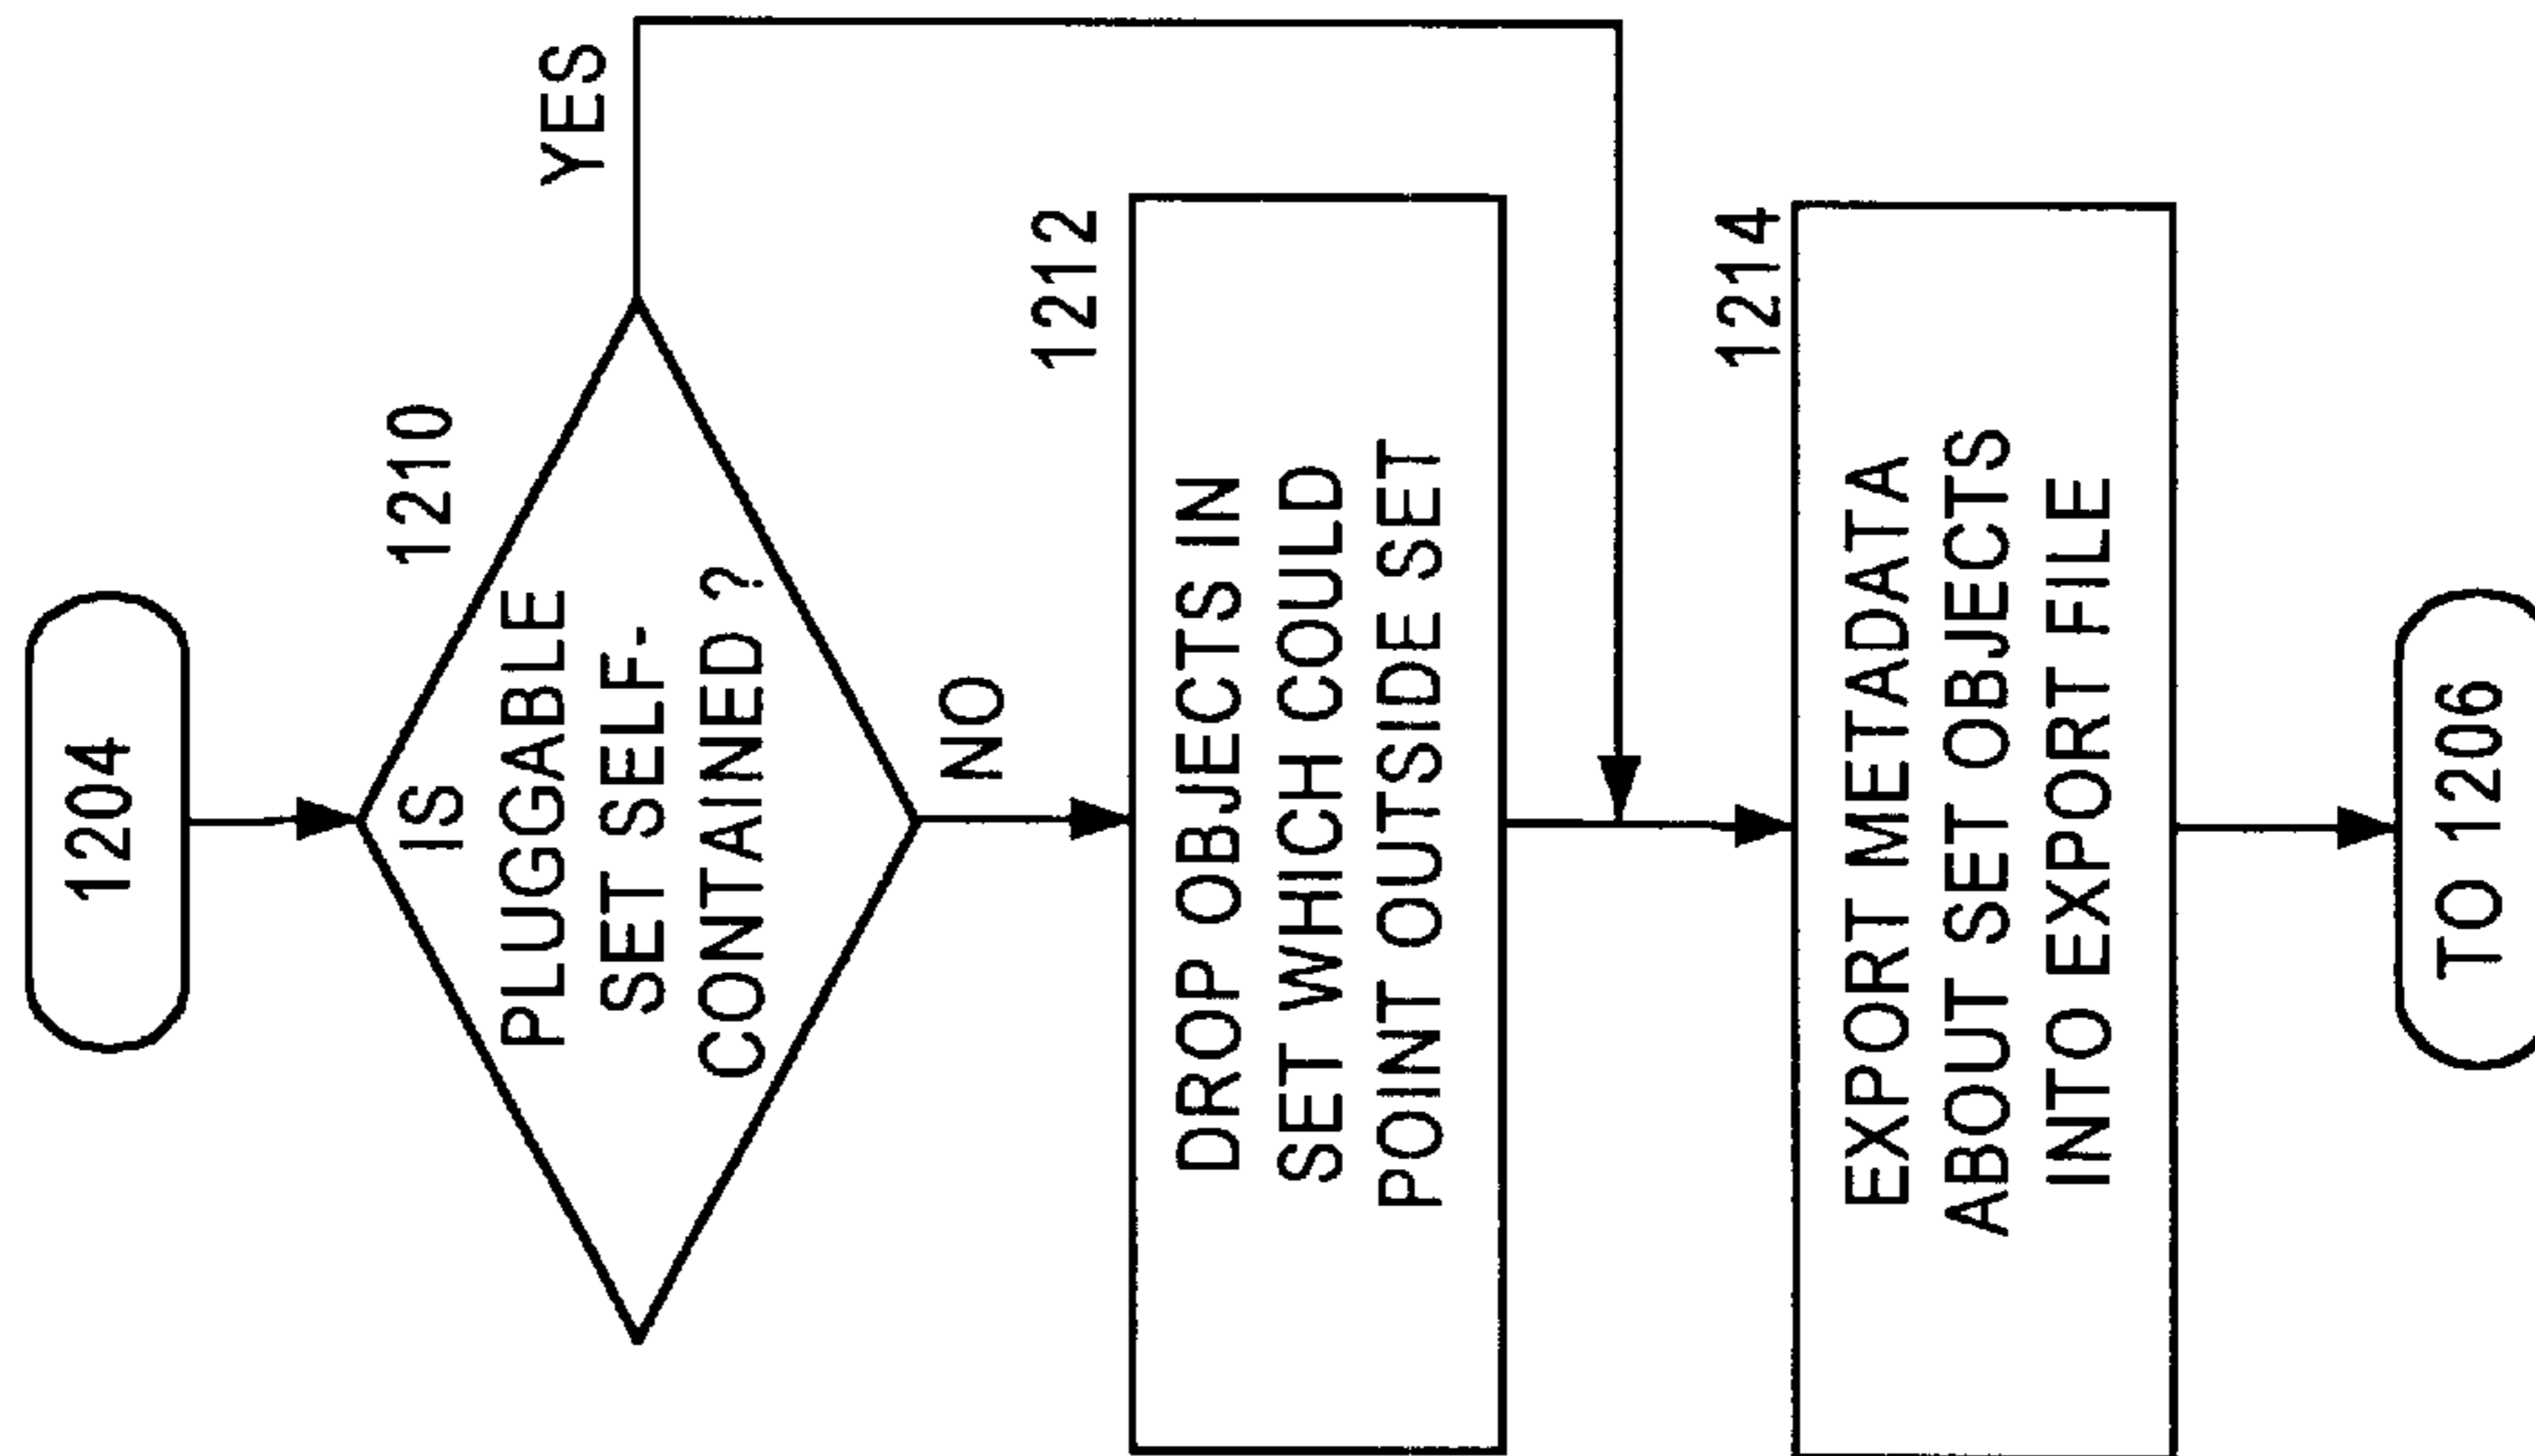 1204
1210
IS
PLUGGABLE
SET SELF-
CONTAINED ?
YES
NO
1212
DROP OBJECTS IN
SET WHICH COULD
POINT OUTSIDE SET
1214
EXPORT METADATA
ABOUT SET OBJECTS
INTO EXPORT FILE
TO 1206